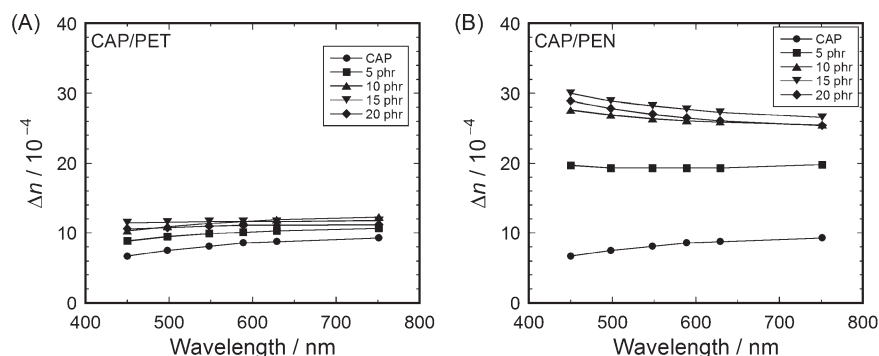 (A)
CAP/PET
CAP
5 phr
10 phr
15 phr
20 phr
40
30
20
10
0
Δn / 10⁻⁴
400 500 600 700 800
Wavelength / nm
(B)
CAP/PEN
CAP
5 phr
10 phr
15 phr
20 phr
40
30
20
10
0
Δn / 10⁻⁴
400 500 600 700 800
Wavelength / nm